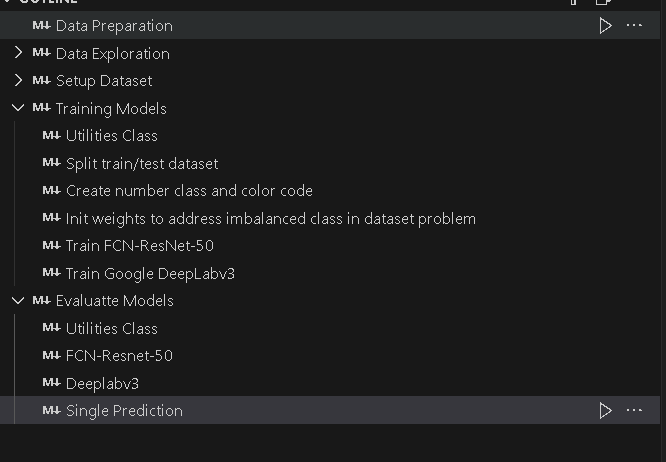 OUTLINE
M↓ Data Preparation
M↓ Data Exploration
M↓ Setup Dataset
M↓ Training Models
M↓ Utilities Class
M↓ Split train/test dataset
M↓ Create number class and color code
M↓ Init weights to address imbalanced class in dataset problem
M↓ Train FCN-ResNet-50
M↓ Train Google DeepLabv3
M↓ Evaluatte Models
M↓ Utilities Class
M↓ FCN-Resnet-50
M↓ Deeplabv3
M↓ Single Prediction